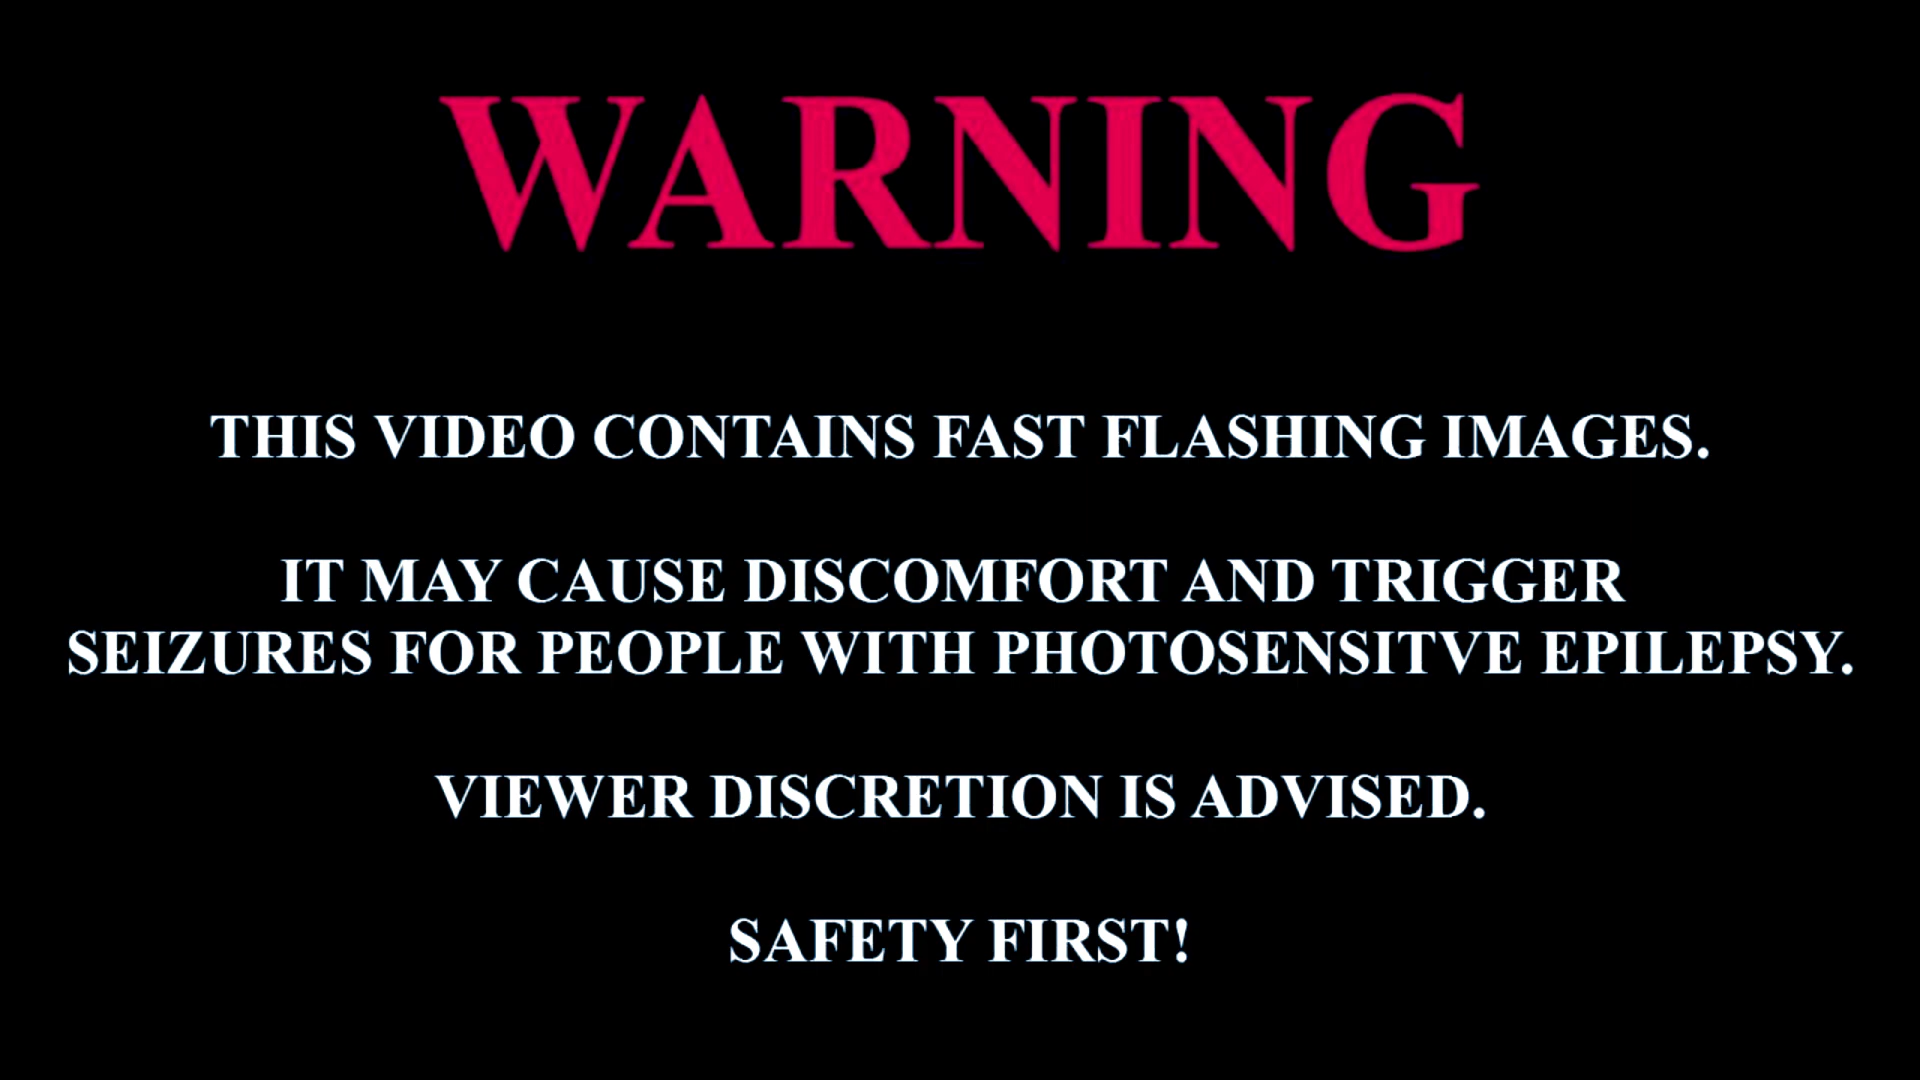 WARNING
THIS VIDEO CONTAINS FAST FLASHING IMAGES.
IT MAY CAUSE DISCOMFORT AND TRIGGER
SEIZURES FOR PEOPLE WITH PHOTOSENSITVE EPILEPSY.
VIEWER DISCRETION IS ADVISED.
SAFETY FIRST!